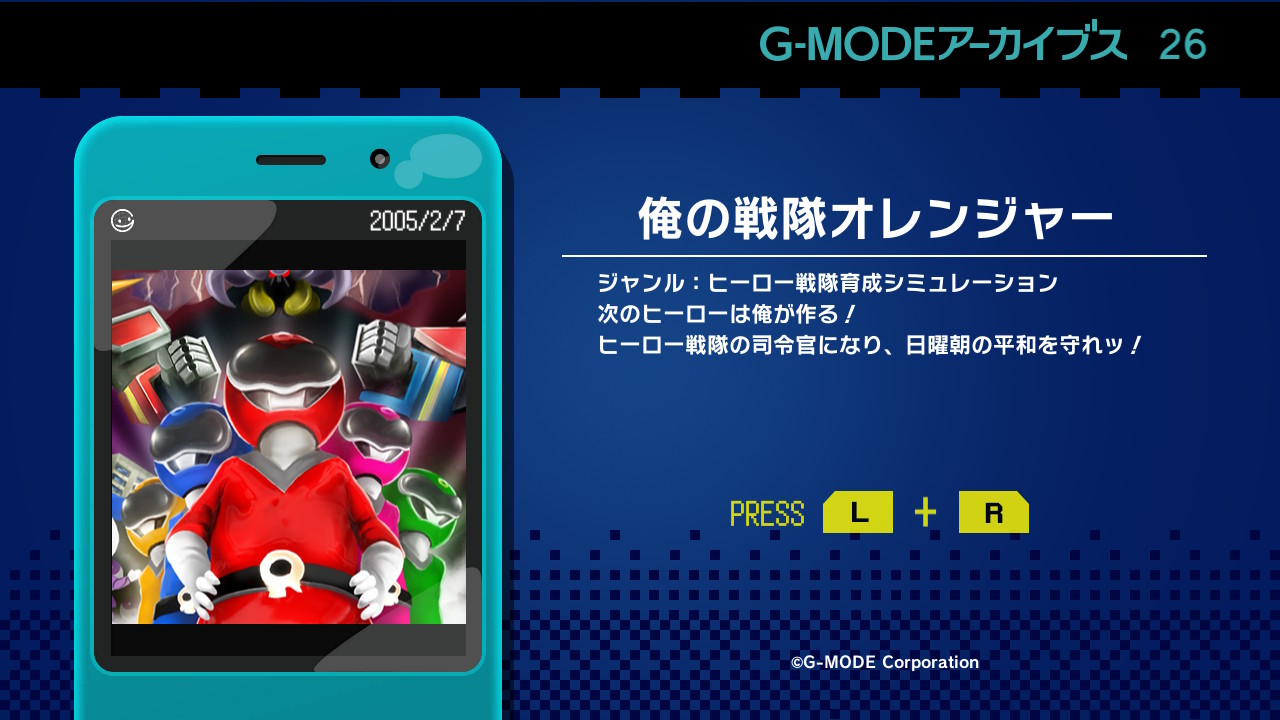 G-MODEアーカイブス 26
2005/2/7
俺の戦隊オレンジャー
ジャンル：ヒーロー戦隊育成シミュレーション
次のヒーローは俺が作る！
ヒーロー戦隊の司令官になり、日曜朝の平和を守れッ！
PRESS L + R
©G-MODE Corporation